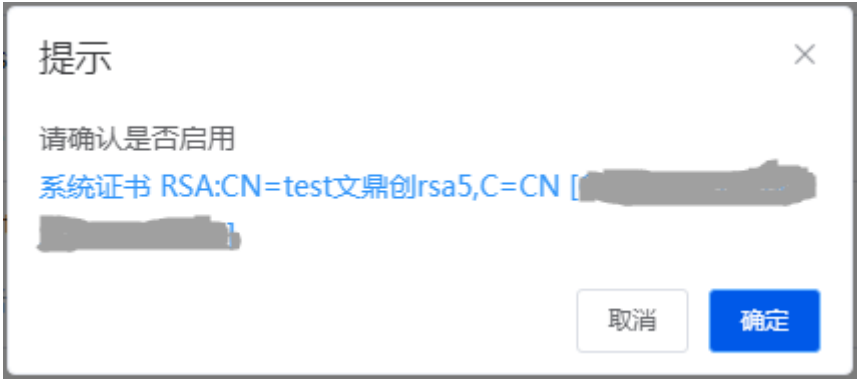 提示
请确认是否启用
系统证书 RSA:CN=test文鼎创rsa5,C=CN [
]
取消
确定